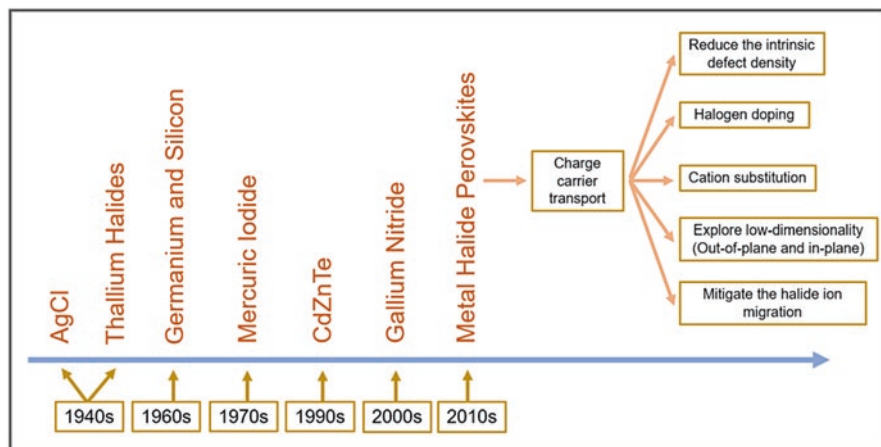 AgCl
Thallium Halides
Germanium and Silicon
Mercuric Iodide
CdZnTe
Gallium Nitride
Metal Halide Perovskites
Charge
carrier
transport
Reduce the intrinsic
defect density
Halogen doping
Cation substitution
Explore low-dimensionality
(Out-of-plane and in-plane)
Mitigate the halide ion
migration
1940s
1960s
1970s
1990s
2000s
2010s